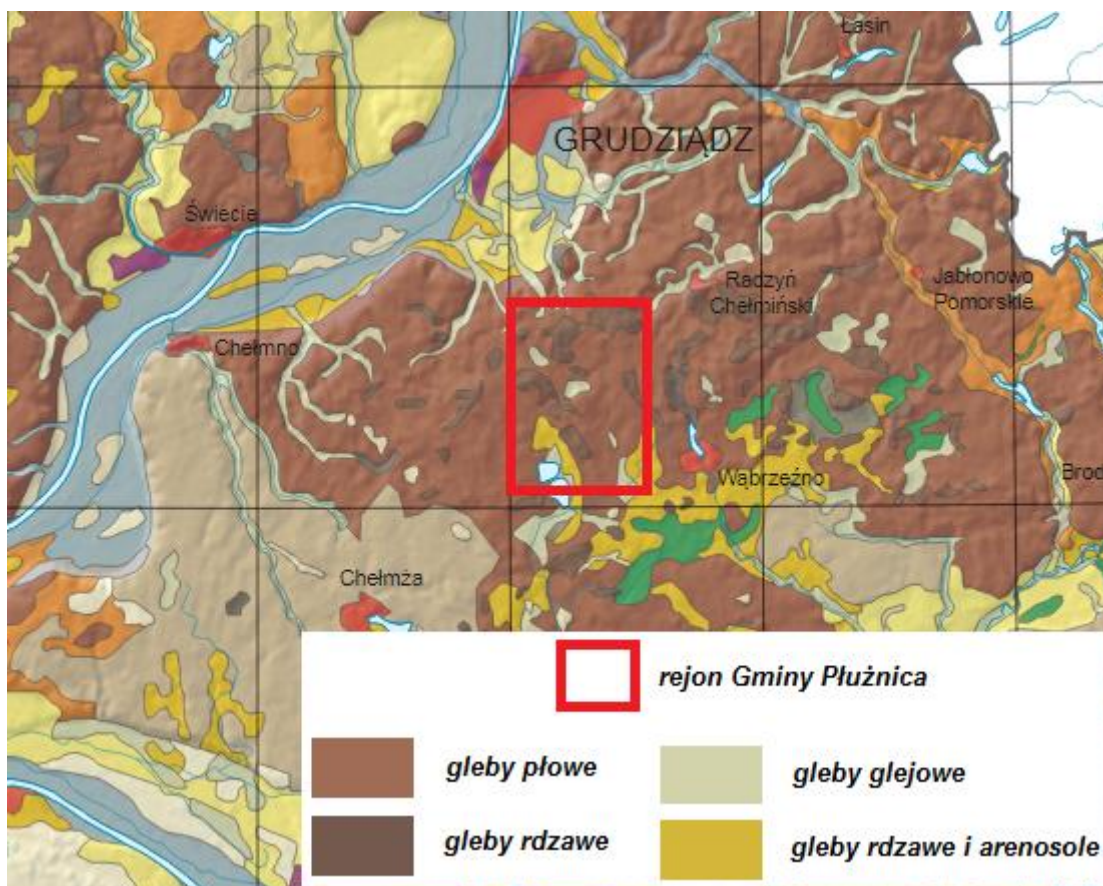 Łasin
GRUDZIĄDZ
Świecie
Radzyń
Chełmiński
Jabłonowo
Pomorskie
Chełmno
Wąbrzeźno
Brod
Chełmża
rejon Gminy Płużnica
gleby płowe
gleby glejowe
gleby rdzawe
gleby rdzawe i arenosole